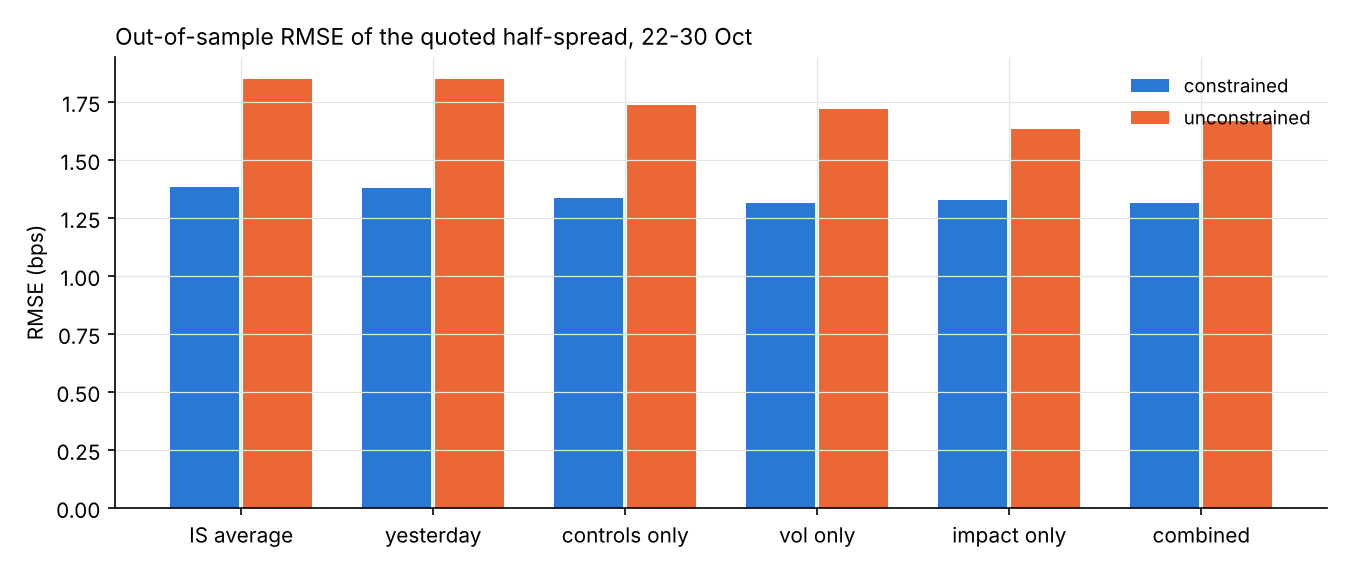 Out-of-sample RMSE of the quoted half-spread, 22-30 Oct
constrained
unconstrained
RMSE (bps)
1.75
1.50
1.25
1.00
0.75
0.50
0.25
0.00
IS average
yesterday
controls only
vol only
impact only
combined